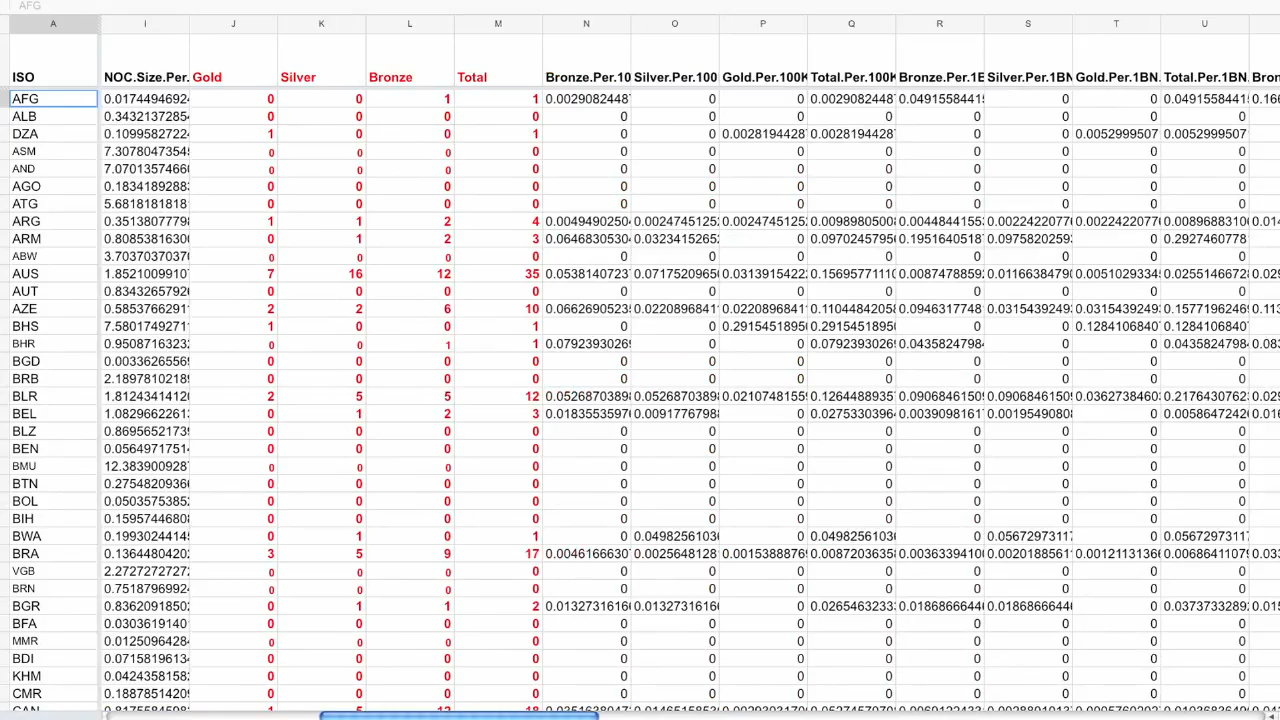 AFG
A I J K L M N O P Q R S T U
ISO NOC.Size.Per. Gold Silver Bronze Total Bronze.Per.10 Silver.Per.100 Gold.Per.100K Total.Per.100K Bronze.Per.1E Silver.Per.1BN Gold.Per.1BN. Total.Per.1BN. Bronz
AFG 0.0174494692 0 0 1 1 0.0029082448 0 0 0.0029082448 0.0491558441 0 0 0.0491558441 0.166
ALB 0.3432137285 0 0 0 0 0 0 0 0 0 0 0 0
DZA 0.1099582722 1 0 0 1 0 0 0.0028194428 0.0028194428 0 0 0.0052999507 0.0052999507
ASM 7.3078047354 0 0 0 0 0 0 0 0 0 0 0 0
AND 7.0701357466 0 0 0 0 0 0 0 0 0 0 0 0
AGO 0.1834189288 0 0 0 0 0 0 0 0 0 0 0 0
ATG 5.6818181818 0 0 0 0 0 0 0 0 0 0 0 0
ARG 0.3513807779 1 1 2 4 0.0049490250 0.0024745125 0.0024745125 0.0098980500 0.0044844155 0.0022422077 0.0022422077 0.0089688310 0.014
ARM 0.8085381630 0 1 2 3 0.0646830530 0.0323415265 0 0.0970245795 0.1951640518 0.0975820259 0 0.2927460778
ABW 3.7037037037 0 0 0 0 0 0 0 0 0 0 0 0
AUS 1.8521009910 7 16 12 35 0.0538140723 0.0717520965 0.0313915422 0.1569577111 0.0087478859 0.0116638479 0.0051029334 0.0255146672 0.029
AUT 0.8343265792 0 0 0 0 0 0 0 0 0 0 0 0
AZE 0.5853766291 2 2 6 10 0.0662690523 0.0220896841 0.0220896841 0.1104484205 0.0946317748 0.0315439249 0.0315439249 0.1577196246 0.113
BHS 7.5801749271 1 0 0 1 0 0 0.2915451895 0.2915451895 0 0 0.1284106840 0.1284106840
BHR 0.9508716323 0 0 1 1 0.0792393026 0 0 0.0792393026 0.0435824798 0 0 0.0435824798 0.083
BGD 0.0033626556 0 0 0 0 0 0 0 0 0 0 0 0
BRB 2.1897810218 0 0 0 0 0 0 0 0 0 0 0 0
BLR 1.8124341412 2 5 5 12 0.0526870389 0.0526870389 0.0210748155 0.1264488935 0.0906846150 0.0906846150 0.0362738460 0.2176430762 0.029
BEL 1.0829662261 0 1 2 3 0.0183553597 0.0091776798 0 0.0275330396 0.0039098161 0.0019549080 0 0.0058647242 0.016
BLZ 0.8695652173 0 0 0 0 0 0 0 0 0 0 0 0
BEN 0.0564971751 0 0 0 0 0 0 0 0 0 0 0 0
BMU 12.383900928 0 0 0 0 0 0 0 0 0 0 0 0
BTN 0.2754820936 0 0 0 0 0 0 0 0 0 0 0 0
BOL 0.0503575385 0 0 0 0 0 0 0 0 0 0 0 0
BIH 0.1595744680 0 0 0 0 0 0 0 0 0 0 0 0
BWA 0.1993024414 0 1 0 1 0 0.0498256103 0 0.0498256103 0 0.0567297311 0 0.0567297311
BRA 0.1364480420 3 5 9 17 0.0046166630 0.0025648128 0.0015388876 0.0087203635 0.0036339410 0.0020188561 0.0012113136 0.0068641107 0.033
VGB 2.2727272727 0 0 0 0 0 0 0 0 0 0 0 0
BRN 0.7518796992 0 0 0 0 0 0 0 0 0 0 0 0
BGR 0.8362091850 0 1 1 2 0.0132731616 0.0132731616 0 0.0265463233 0.0186866644 0.0186866644 0 0.0373733289 0.015
BFA 0.0303619140 0 0 0 0 0 0 0 0 0 0 0 0
MMR 0.0125096428 0 0 0 0 0 0 0 0 0 0 0 0
BDI 0.0715819613 0 0 0 0 0 0 0 0 0 0 0 0
KHM 0.0424358158 0 0 0 0 0 0 0 0 0 0 0 0
CMR 0.1887851420 0 0 0 0 0 0 0 0 0 0 0 0
CAN